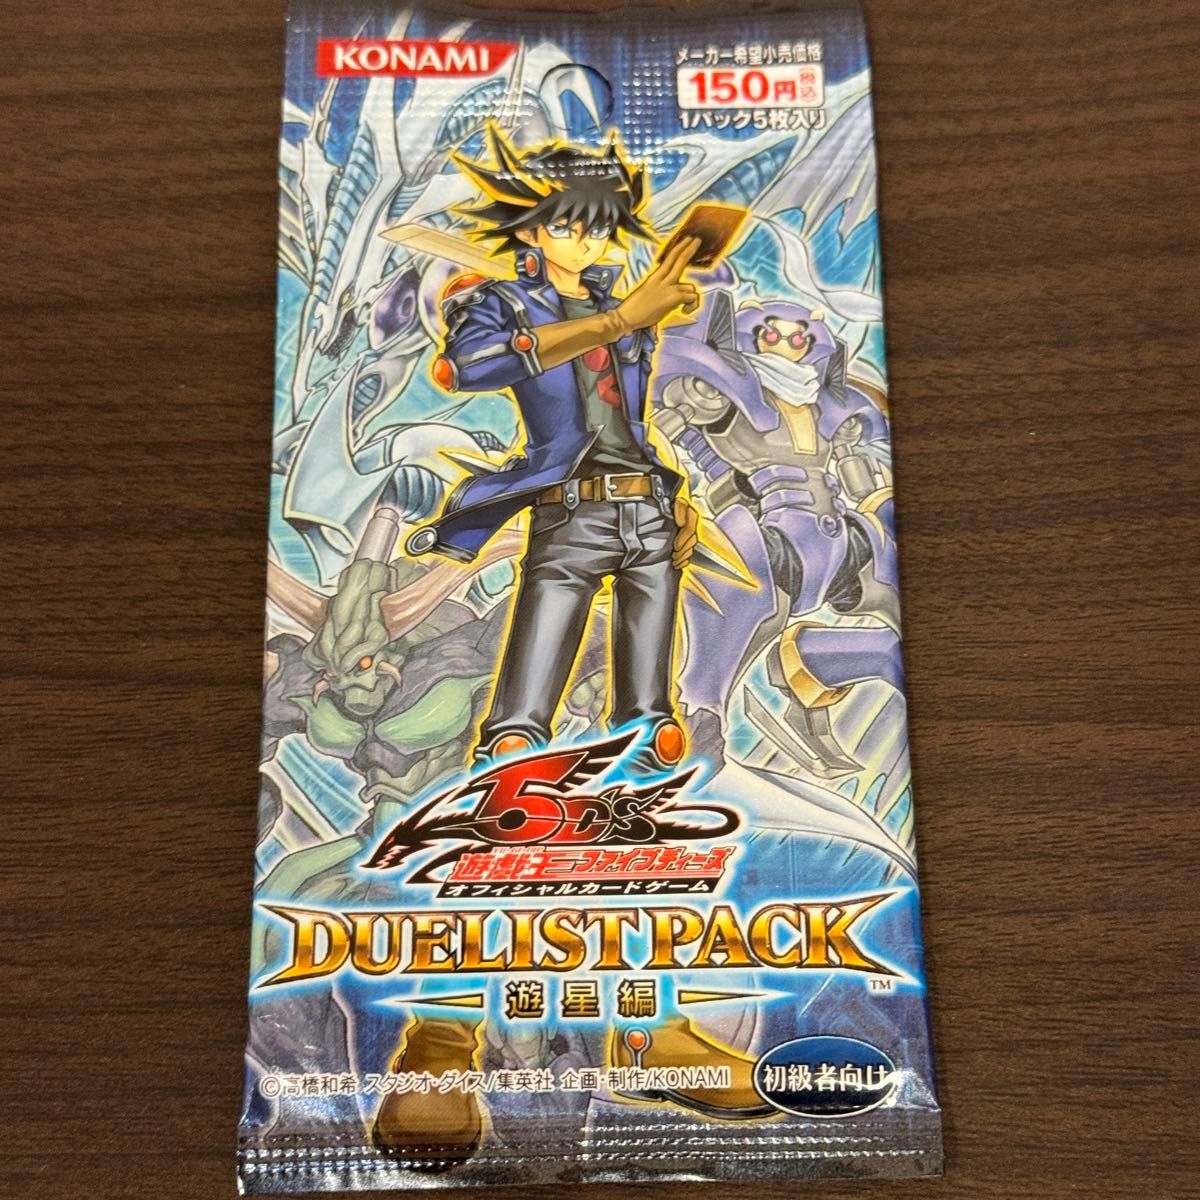 KONAMI
メーカー希望小売価格
150円(税込)
1パック5枚入り
5D'S
YU-GI-OH!
遊戯王ファイブディーズ
オフィシャルカードゲーム
DUELIST PACK
TM
遊星編
©高橋和希 スタジオ・ダイス/集英社 企画・制作/KONAMI
初級者向け